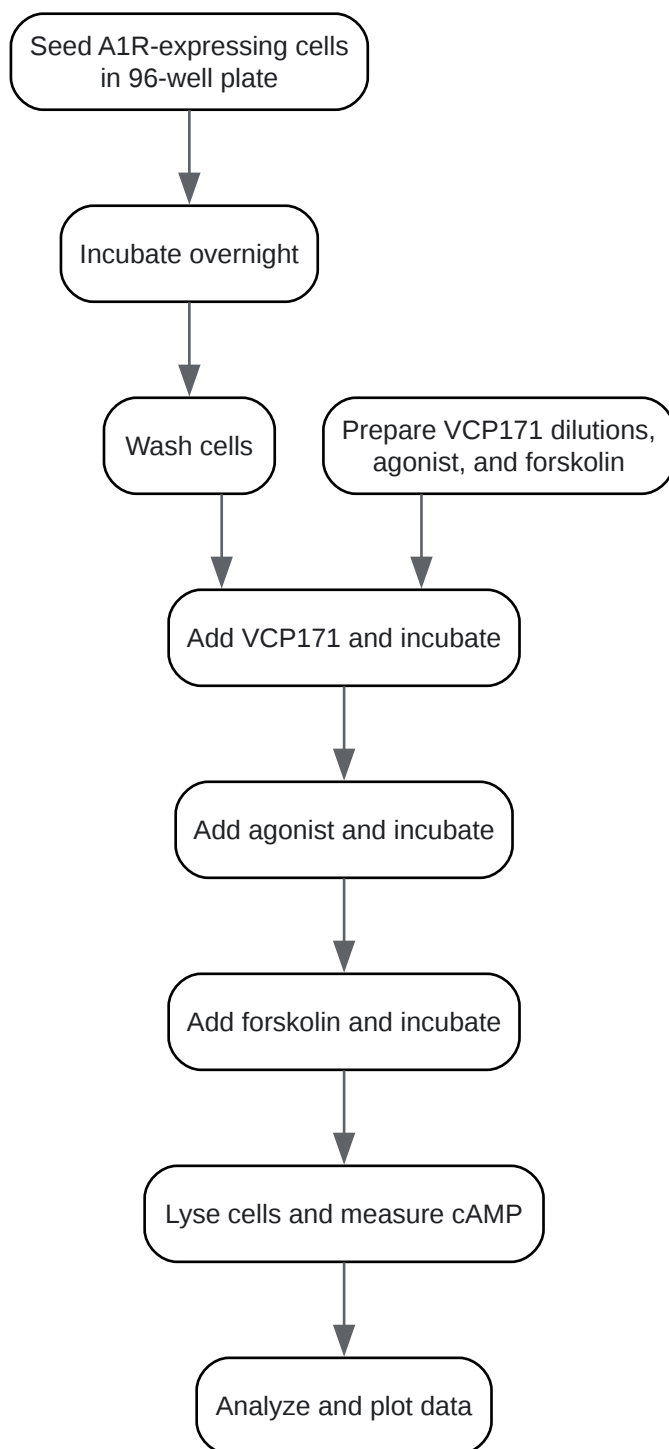 Seed A1R-expressing cells
in 96-well plate
Incubate overnight
Wash cells
Prepare VCP171 dilutions,
agonist, and forskolin
Add VCP171 and incubate
Add agonist and incubate
Add forskolin and incubate
Lyse cells and measure cAMP
Analyze and plot data